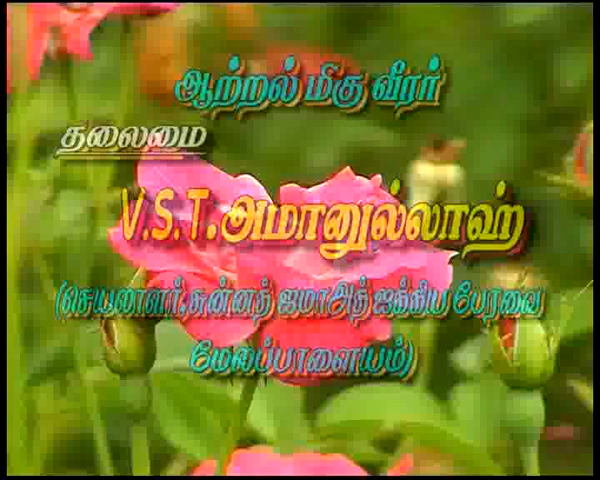 ஆற்றல் மிகு வீரர்
தலைமை
V.S.T.அமானுல்லாஹ்
(செயலாளர்,சுன்னத் ஜமாஅத் ஐக்கிய பேரவை
மேலப்பாளையம்)